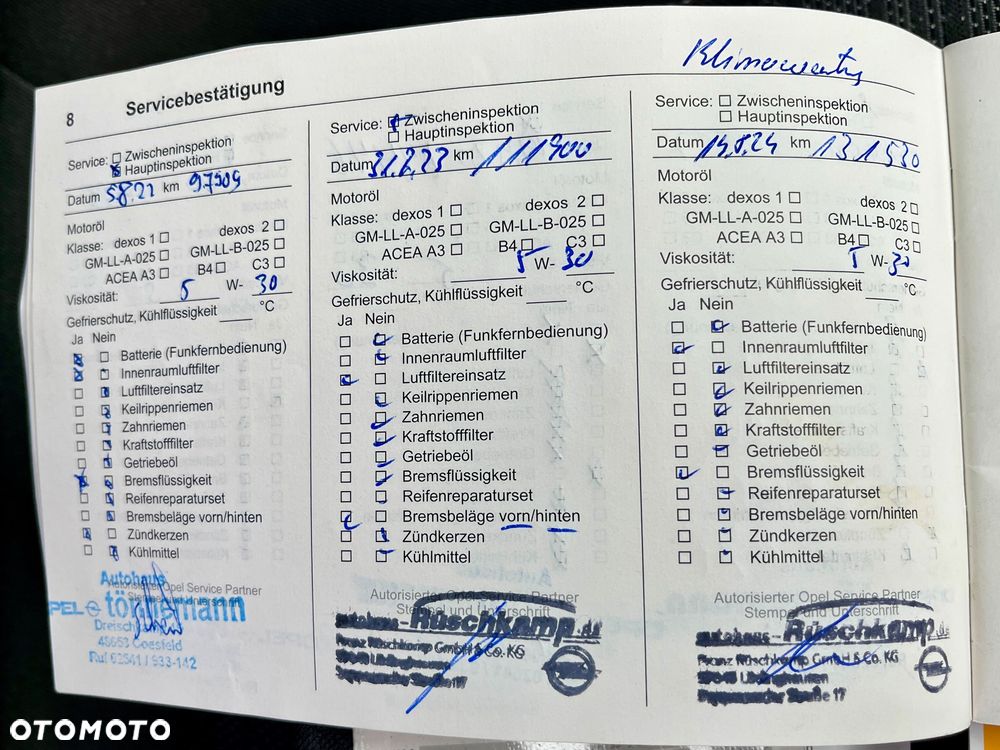 Klimawartung
8
Servicebestätigung
Service: Zwischeninspektion
Hauptinspektion
Datum 5.8.21 km 97909
Motoröl
Klasse: dexos 1 dexos 2
GM-LL-A-025 GM-LL-B-025
ACEA A3 B4 C3
Viskosität: 5 W- 30
Gefrierschutz, Kühlflüssigkeit °C
Ja Nein
Batterie (Funkfernbedienung)
Innenraumluftfilter
Luftfiltereinsatz
Keilrippenriemen
Zahnriemen
Kraftstofffilter
Getriebeöl
Bremsflüssigkeit
Reifenreparaturset
Bremsbeläge vorn/hinten
Zündkerzen
Kühlmittel
Autorisierter Opel Service Partner
Stempel und Unterschrift
Autohaus
48653 Coesfeld
Ruf 02541 / 933-142
Service: Zwischeninspektion
Hauptinspektion
Datum 31.7.23 km 111900
Motoröl
Klasse: dexos 1 dexos 2
GM-LL-A-025 GM-LL-B-025
ACEA A3 B4 C3
Viskosität: 5 W- 30
Gefrierschutz, Kühlflüssigkeit °C
Ja Nein
Batterie (Funkfernbedienung)
Innenraumluftfilter
Luftfiltereinsatz
Keilrippenriemen
Zahnriemen
Kraftstofffilter
Getriebeöl
Bremsflüssigkeit
Reifenreparaturset
Bremsbeläge vorn/hinten
Zündkerzen
Kühlmittel
Autorisierter Opel Service Partner
Stempel und Unterschrift
autohaus-Rüschkamp.de
Franz Rüschkamp GmbH & Co. KG
Service: Zwischeninspektion
Hauptinspektion
Datum 14.8.24 km 131530
Motoröl
Klasse: dexos 1 dexos 2
GM-LL-A-025 GM-LL-B-025
ACEA A3 B4 C3
Viskosität: 5 W- 30
Gefrierschutz, Kühlflüssigkeit °C
Ja Nein
Batterie (Funkfernbedienung)
Innenraumluftfilter
Luftfiltereinsatz
Keilrippenriemen
Zahnriemen
Kraftstofffilter
Getriebeöl
Bremsflüssigkeit
Reifenreparaturset
Bremsbeläge vorn/hinten
Zündkerzen
Kühlmittel
Autorisierter Opel Service Partner
Stempel und Unterschrift
autohaus-Rüschkamp.de
Franz Rüschkamp GmbH & Co. KG
Straße 17
OTOMOTO